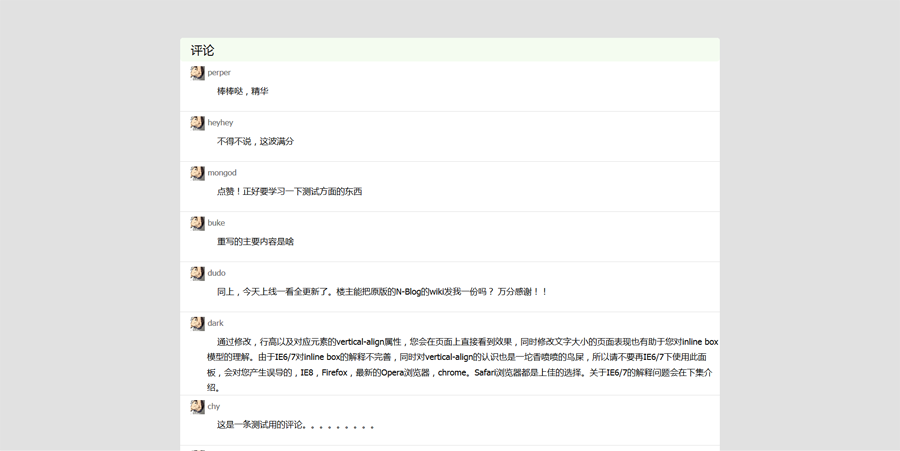 评论
perper
棒棒哒，精华
heyhey
不得不说，这波满分
mongod
点赞！正好要学习一下测试方面的东西
buke
重写的主要内容是啥
dudo
同上，今天上线一看全更新了。楼主能把原版的N-Blog的wiki发我一份吗？ 万分感谢！！
dark
通过修改，行高以及对应元素的vertical-align属性，您会在页面上直接看到效果，同时修改文字大小的页面表现也有助于您对inline box
模型的理解。由于IE6/7对inline box的解释不完善，同时对vertical-align的认识也是一坨香喷喷的鸟屎，所以请不要再IE6/7下使用此面
板，会对您产生误导的，IE8，Firefox，最新的Opera浏览器，chrome。Safari浏览器都是上佳的选择。关于IE6/7的解释问题会在下集介
绍。
chy
这是一条测试用的评论。。。。。。。。。